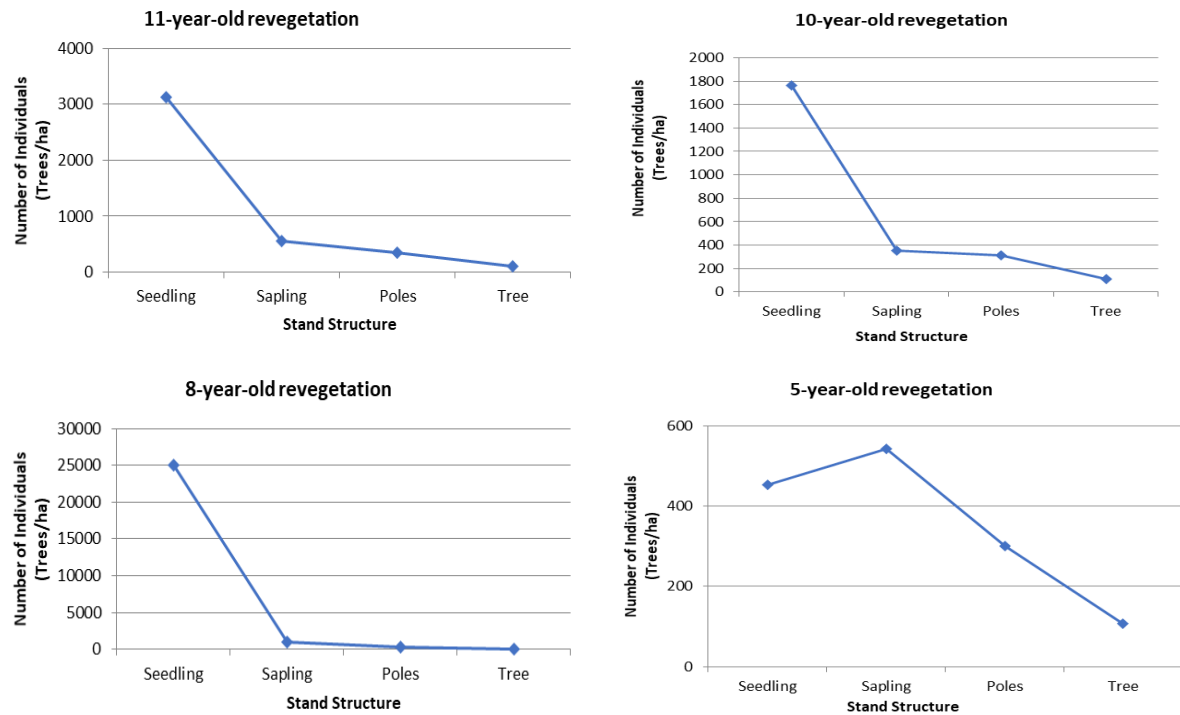 11-year-old revegetation
Number of Individuals
(Trees/ha)
4000
3000
2000
1000
0
Seedling Sapling Poles Tree
Stand Structure
10-year-old revegetation
Number of Individuals
(Trees/ha)
2000
1800
1600
1400
1200
1000
800
600
400
200
0
Seedling Sapling Poles Tree
Stand Structure
8-year-old revegetation
Number of Individuals
(Trees/ha)
30000
25000
20000
15000
10000
5000
0
Seedling Sapling Poles Tree
Stand Structure
5-year-old revegetation
Number of Individuals
(Trees/ha)
600
400
200
0
Seedling Sapling Poles Tree
Stand Structure